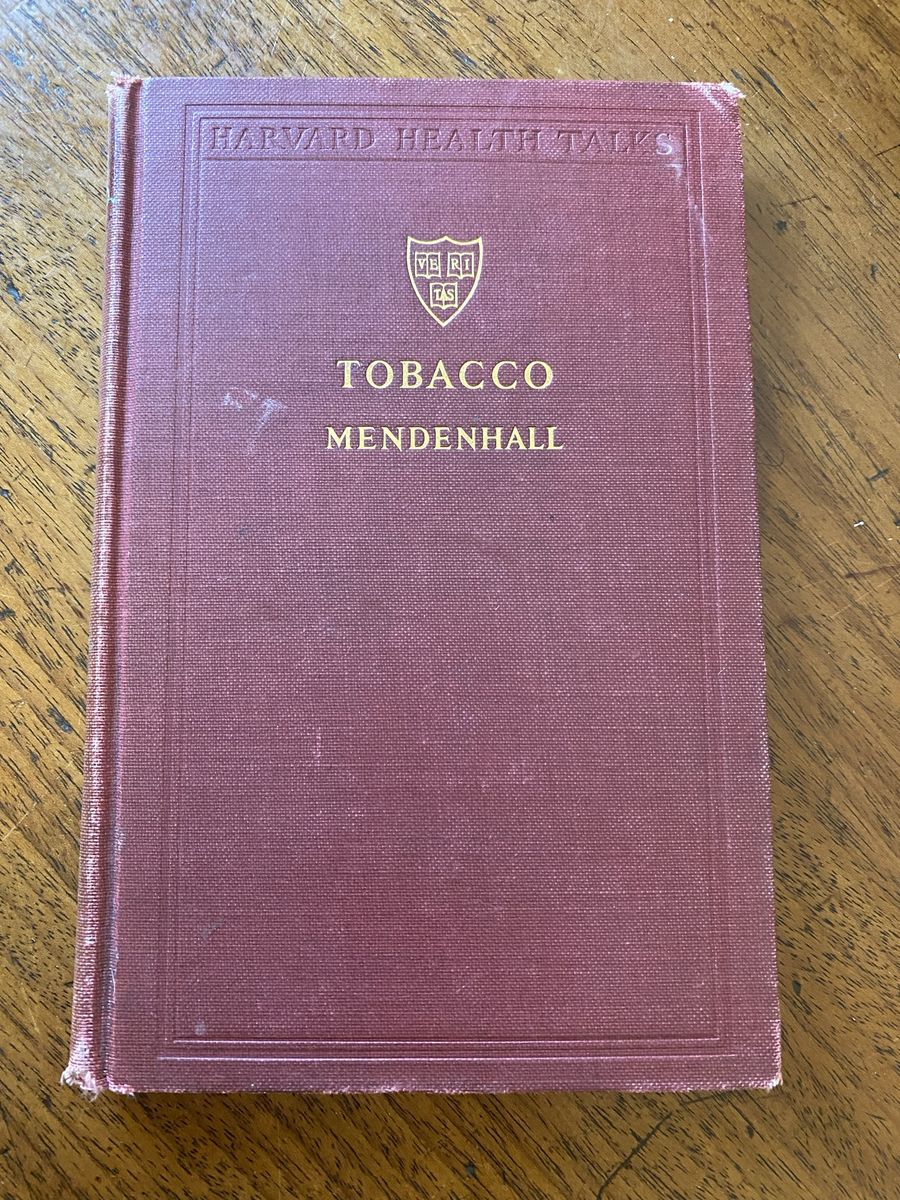 HARVARD HEALTH TALKS
VE RI
TAS
TOBACCO
MENDENHALL